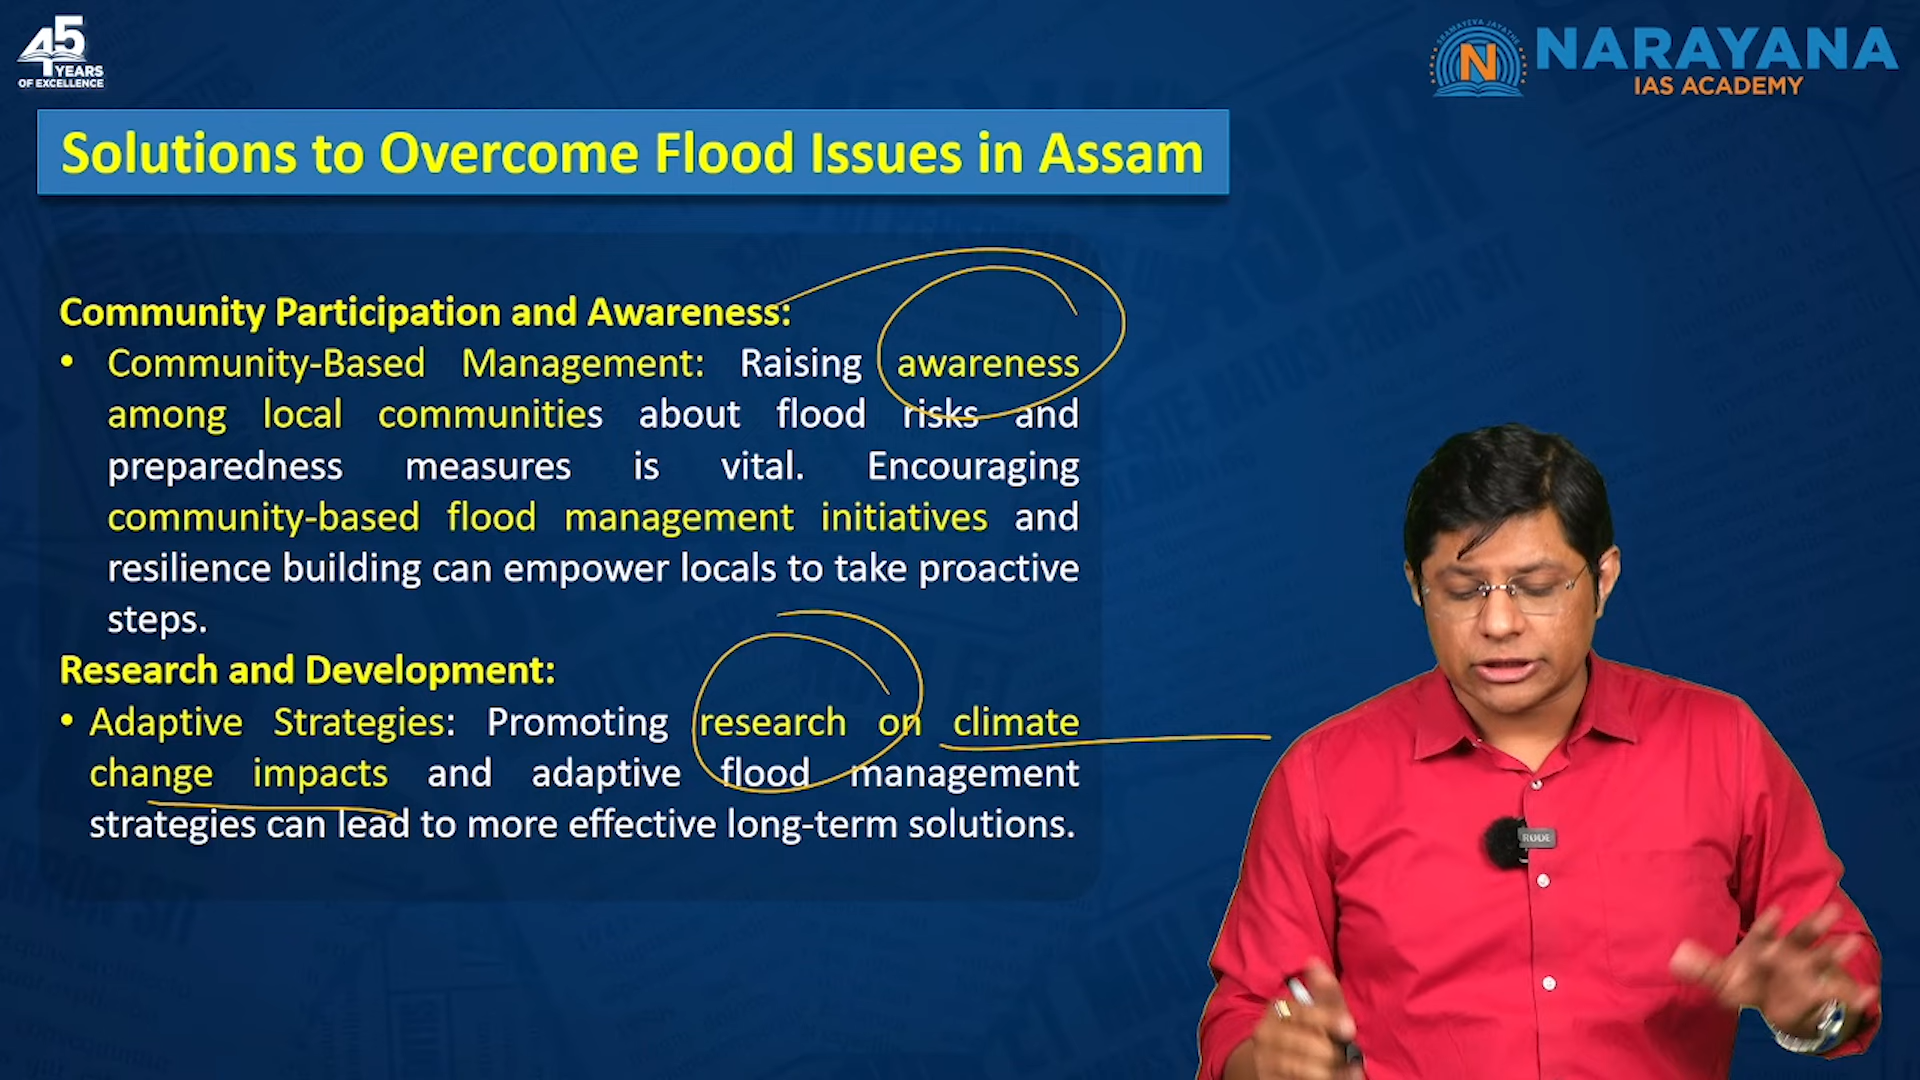 45
YEARS
OF EXCELLENCE
NARAYANA
IAS ACADEMY
Solutions to Overcome Flood Issues in Assam
Community Participation and Awareness:
• Community-Based Management: Raising awareness
among local communities about flood risks and
preparedness measures is vital. Encouraging
community-based flood management initiatives and
resilience building can empower locals to take proactive
steps.
Research and Development:
• Adaptive Strategies: Promoting research on climate
change impacts and adaptive flood management
strategies can lead to more effective long-term solutions.
RODE